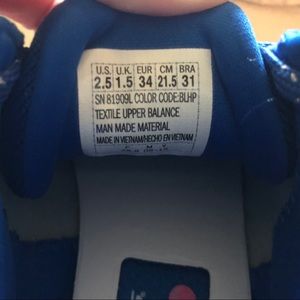 U.S. U.K. EUR CM BRA
2.5 1.5 34 21.5 31
SN 81909L COLOR CODE:BLHP
TEXTILE UPPER BALANCE
MAN MADE MATERIAL
MADE IN VIETNAM/HECHO EN VIETNAM